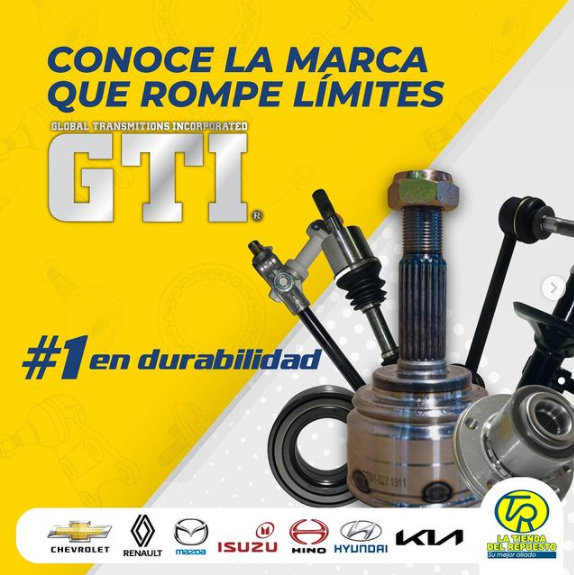 CONOCE LA MARCA
QUE ROMPE LÍMITES
GLOBAL TRANSMITIONS INCORPORATED
GTI®
#1 en durabilidad
CHEVROLET
RENAULT
mazda
ISUZU
HINO
HYUNDAI
KIA
TR
LA TIENDA
DEL REPUESTO
Su mejor aliado